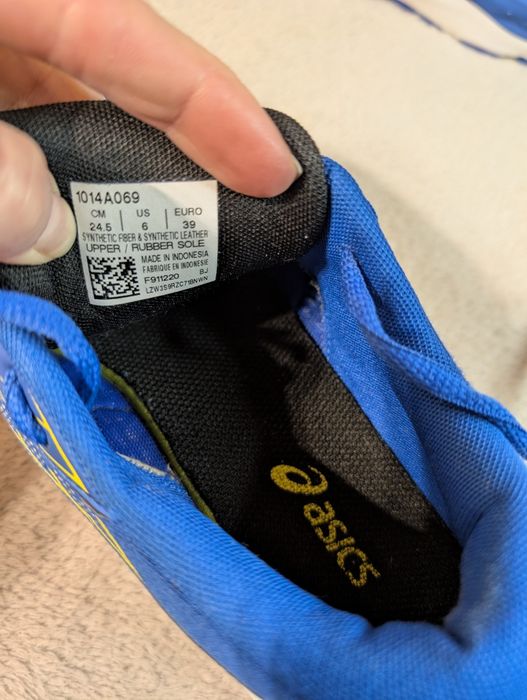 1014A069
CM | US | EURO
24.5 | 6 | 39
SYNTHETIC FIBER & SYNTHETIC LEATHER
UPPER / RUBBER SOLE
MADE IN INDONESIA
FABRIQUE EN INDONESIE
F911220 BJ
LZW3S9RZC71BNWN
asics